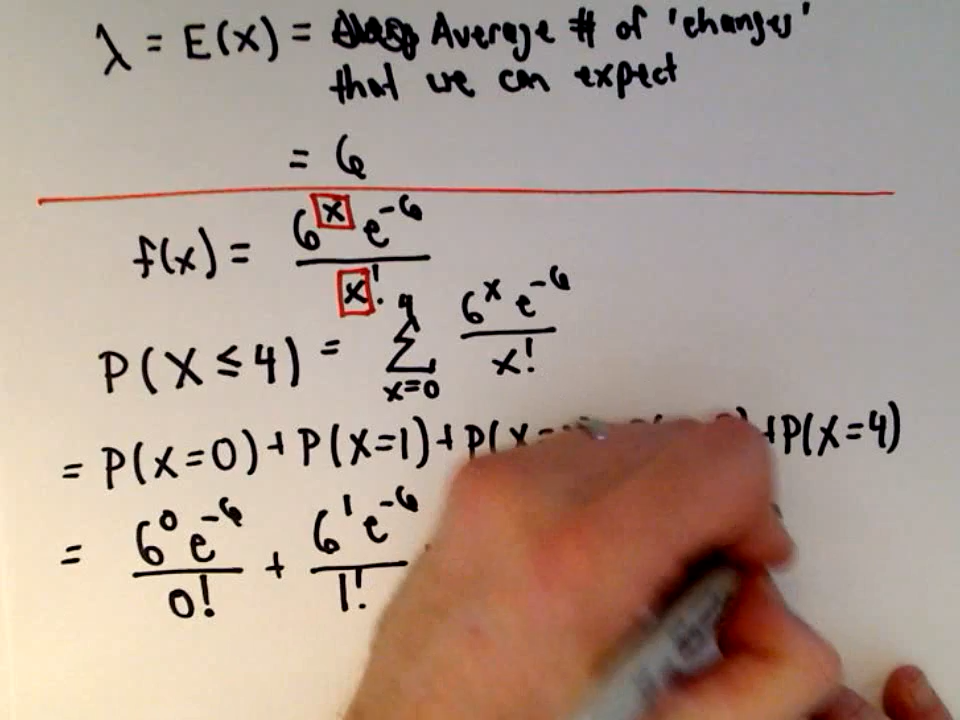 λ = E(x) = Average # of 'changes'
that we can expect
= 6
f(x) = 6^x e^-6 / x!
P(X ≤ 4) = 4 Σ x=0 6^x e^-6 / x!
= P(X=0) + P(X=1) + P(X= + P(X=4)
= 6^0 e^-6 / 0! + 6^1 e^-6 / 1!